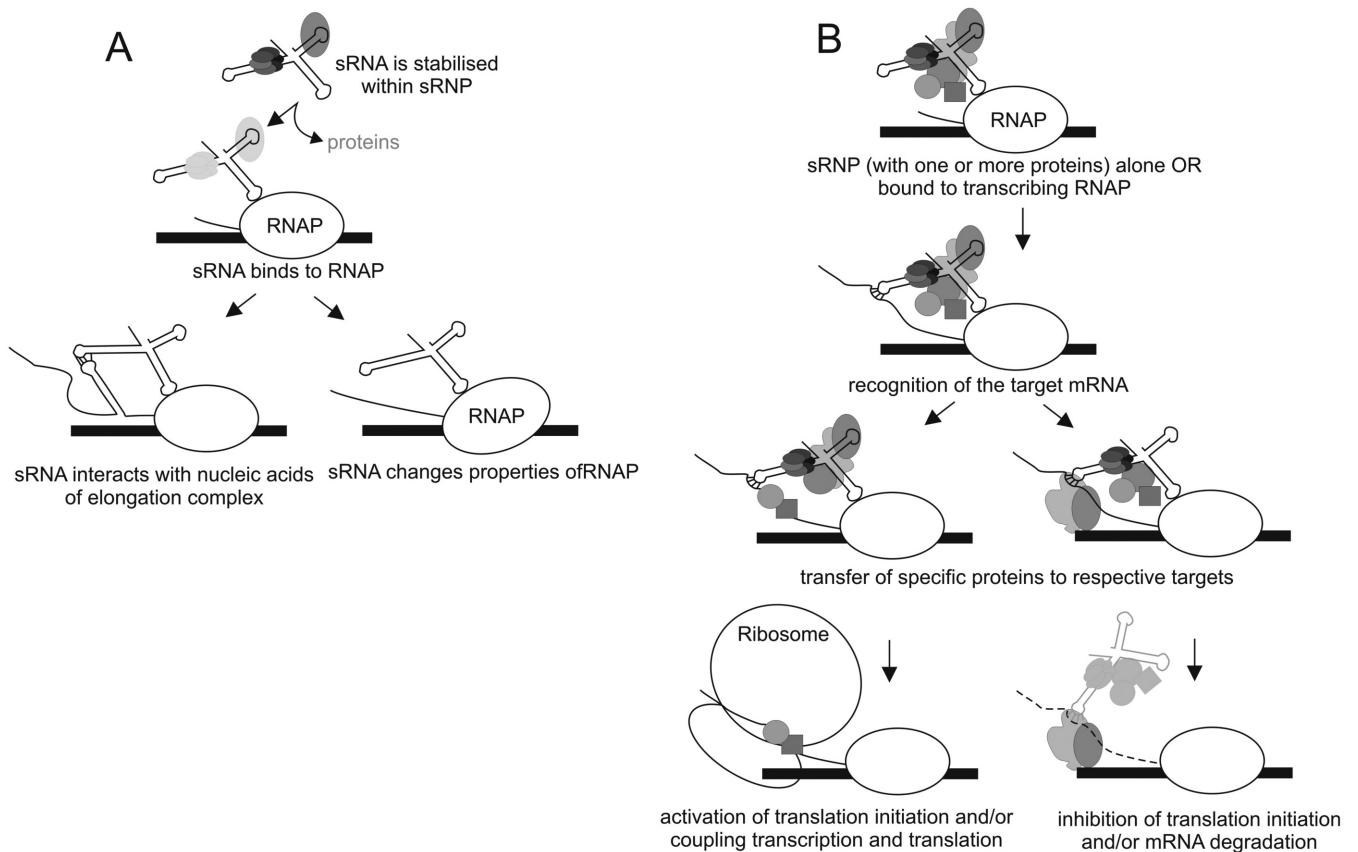 A
sRNA is stabilised
within sRNP
proteins
RNAP
sRNA binds to RNAP
sRNA interacts with nucleic acids
of elongation complex
RNAP
sRNA changes properties ofRNAP
B
RNAP
sRNP (with one or more proteins) alone OR
bound to transcribing RNAP
recognition of the target mRNA
transfer of specific proteins to respective targets
Ribosome
activation of translation initiation and/or
coupling transcription and translation
inhibition of translation initiation
and/or mRNA degradation